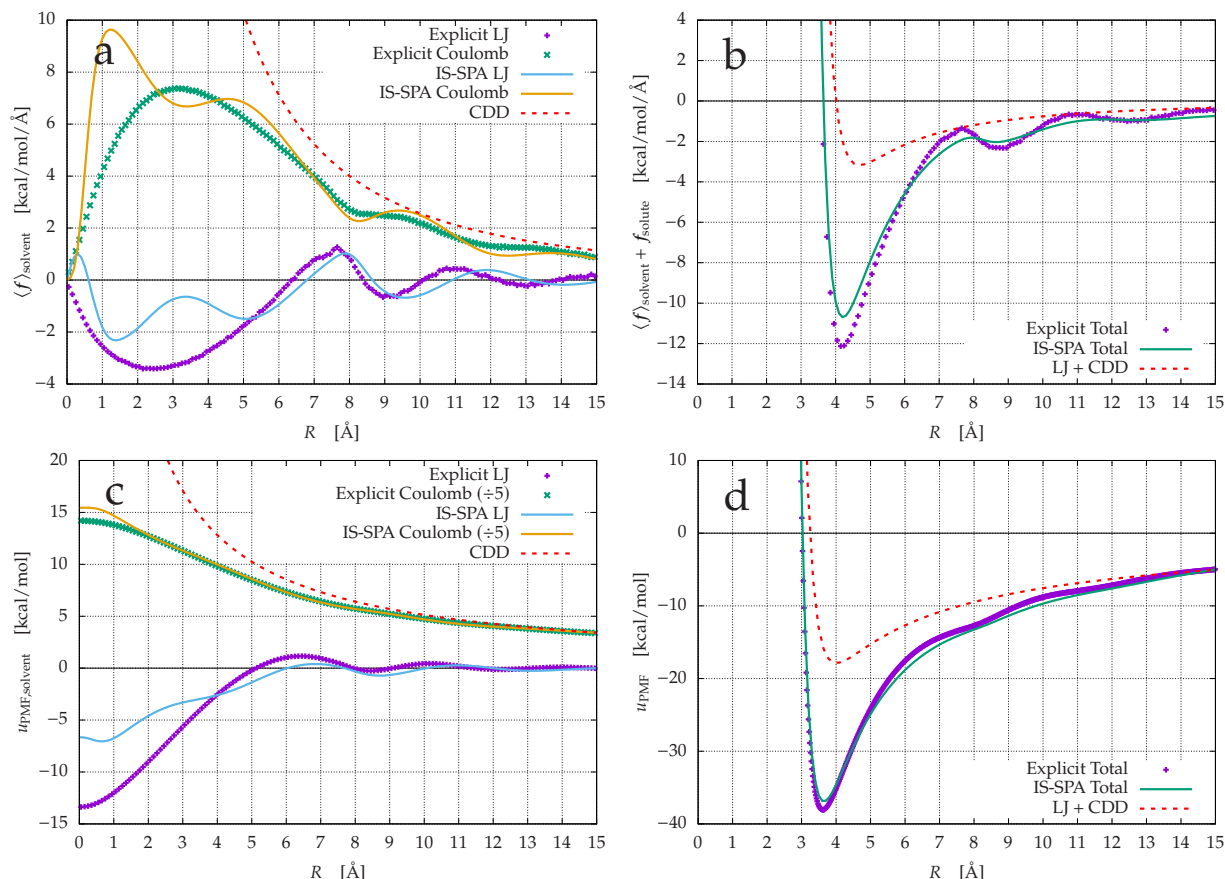 a
Explicit LJ
Explicit Coulomb
IS-SPA LJ
IS-SPA Coulomb
CDD
10
8
6
4
2
0
−2
−4
⟨f⟩solvent [kcal/mol/Å]
0 1 2 3 4 5 6 7 8 9 10 11 12 13 14 15
R [Å]
b
4
2
0
−2
−4
−6
−8
−10
−12
−14
⟨f⟩solvent + fsolute [kcal/mol/Å]
Explicit Total
IS-SPA Total
LJ + CDD
0 1 2 3 4 5 6 7 8 9 10 11 12 13 14 15
R [Å]
c
Explicit LJ
Explicit Coulomb (÷5)
IS-SPA LJ
IS-SPA Coulomb (÷5)
CDD
20
15
10
5
0
−5
−10
−15
uPMF,solvent [kcal/mol]
0 1 2 3 4 5 6 7 8 9 10 11 12 13 14 15
R [Å]
d
10
0
−10
−20
−30
−40
uPMF [kcal/mol]
Explicit Total
IS-SPA Total
LJ + CDD
0 1 2 3 4 5 6 7 8 9 10 11 12 13 14 15
R [Å]